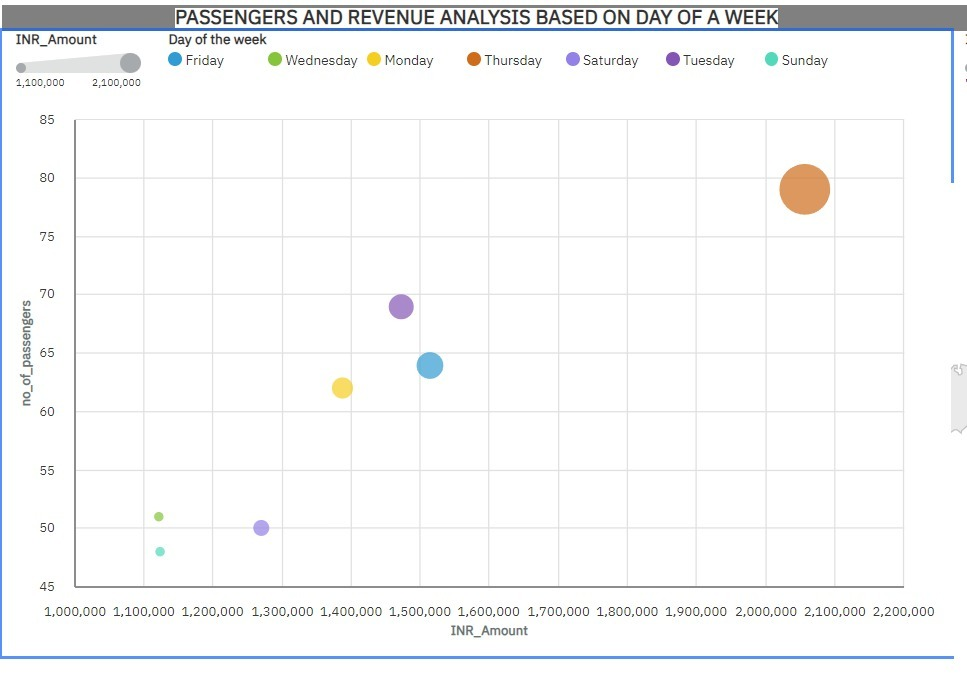 PASSENGERS AND REVENUE ANALYSIS BASED ON DAY OF A WEEK
INR_Amount
1,100,000 2,100,000
Day of the week
Friday Wednesday Monday Thursday Saturday Tuesday Sunday
85
80
75
70
65
60
55
50
45
no_of_passengers
1,000,000 1,100,000 1,200,000 1,300,000 1,400,000 1,500,000 1,600,000 1,700,000 1,800,000 1,900,000 2,000,000 2,100,000 2,200,000
INR_Amount